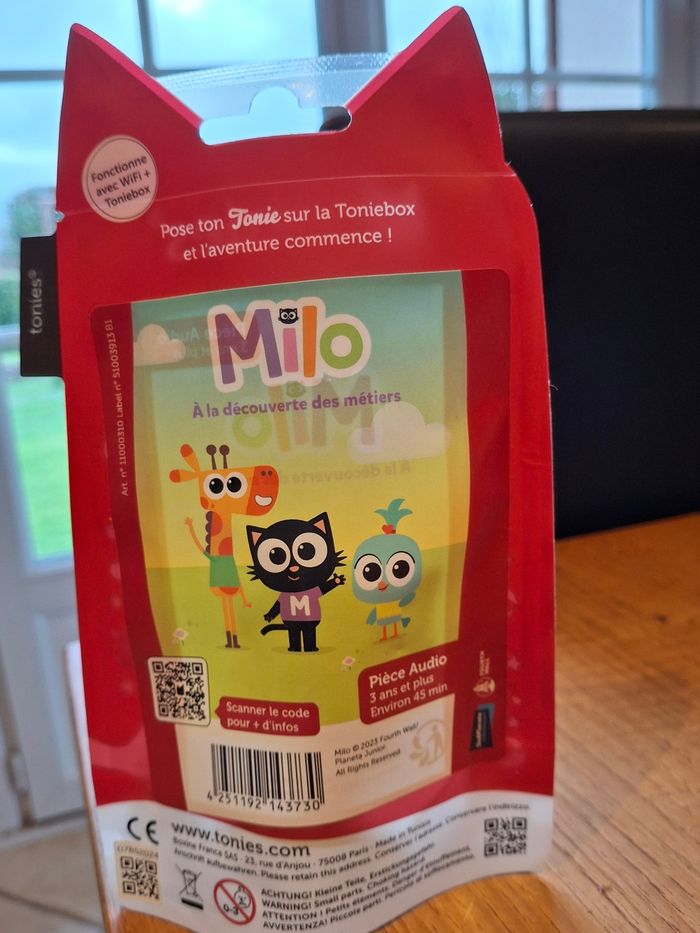 Fonctionne
avec WiFi +
Toniebox
Pose ton Tonie sur la Toniebox
et l'aventure commence !
tonies®
Art. n° 11000310 Label n° 51003913 B1
Milo
À la découverte des métiers
M
Pièce Audio
3 ans et plus
Environ 45 min
FOURTH WALL
Scanner le code
pour + d'infos
Milo © 2023 Fourth Wall/
Planeta Junior.
All Rights Reserved
4 251192 143730
CE
www.tonies.com
Boxine France SAS · 23, rue d'Anjou · 75008 Paris · Made in Tunisia
Anschrift aufbewahren. Please retain this address. Conserver l'adresse. Conservare l'indirizzo.
07BS2024
0-3
ACHTUNG! Kleine Teile. Erstickungsgefahr.
WARNING! Small parts. Choking hazard.
ATTENTION ! Petits éléments. Danger d'étouffement.
AVVERTENZA! Piccole parti. Pericolo di soffocamento.